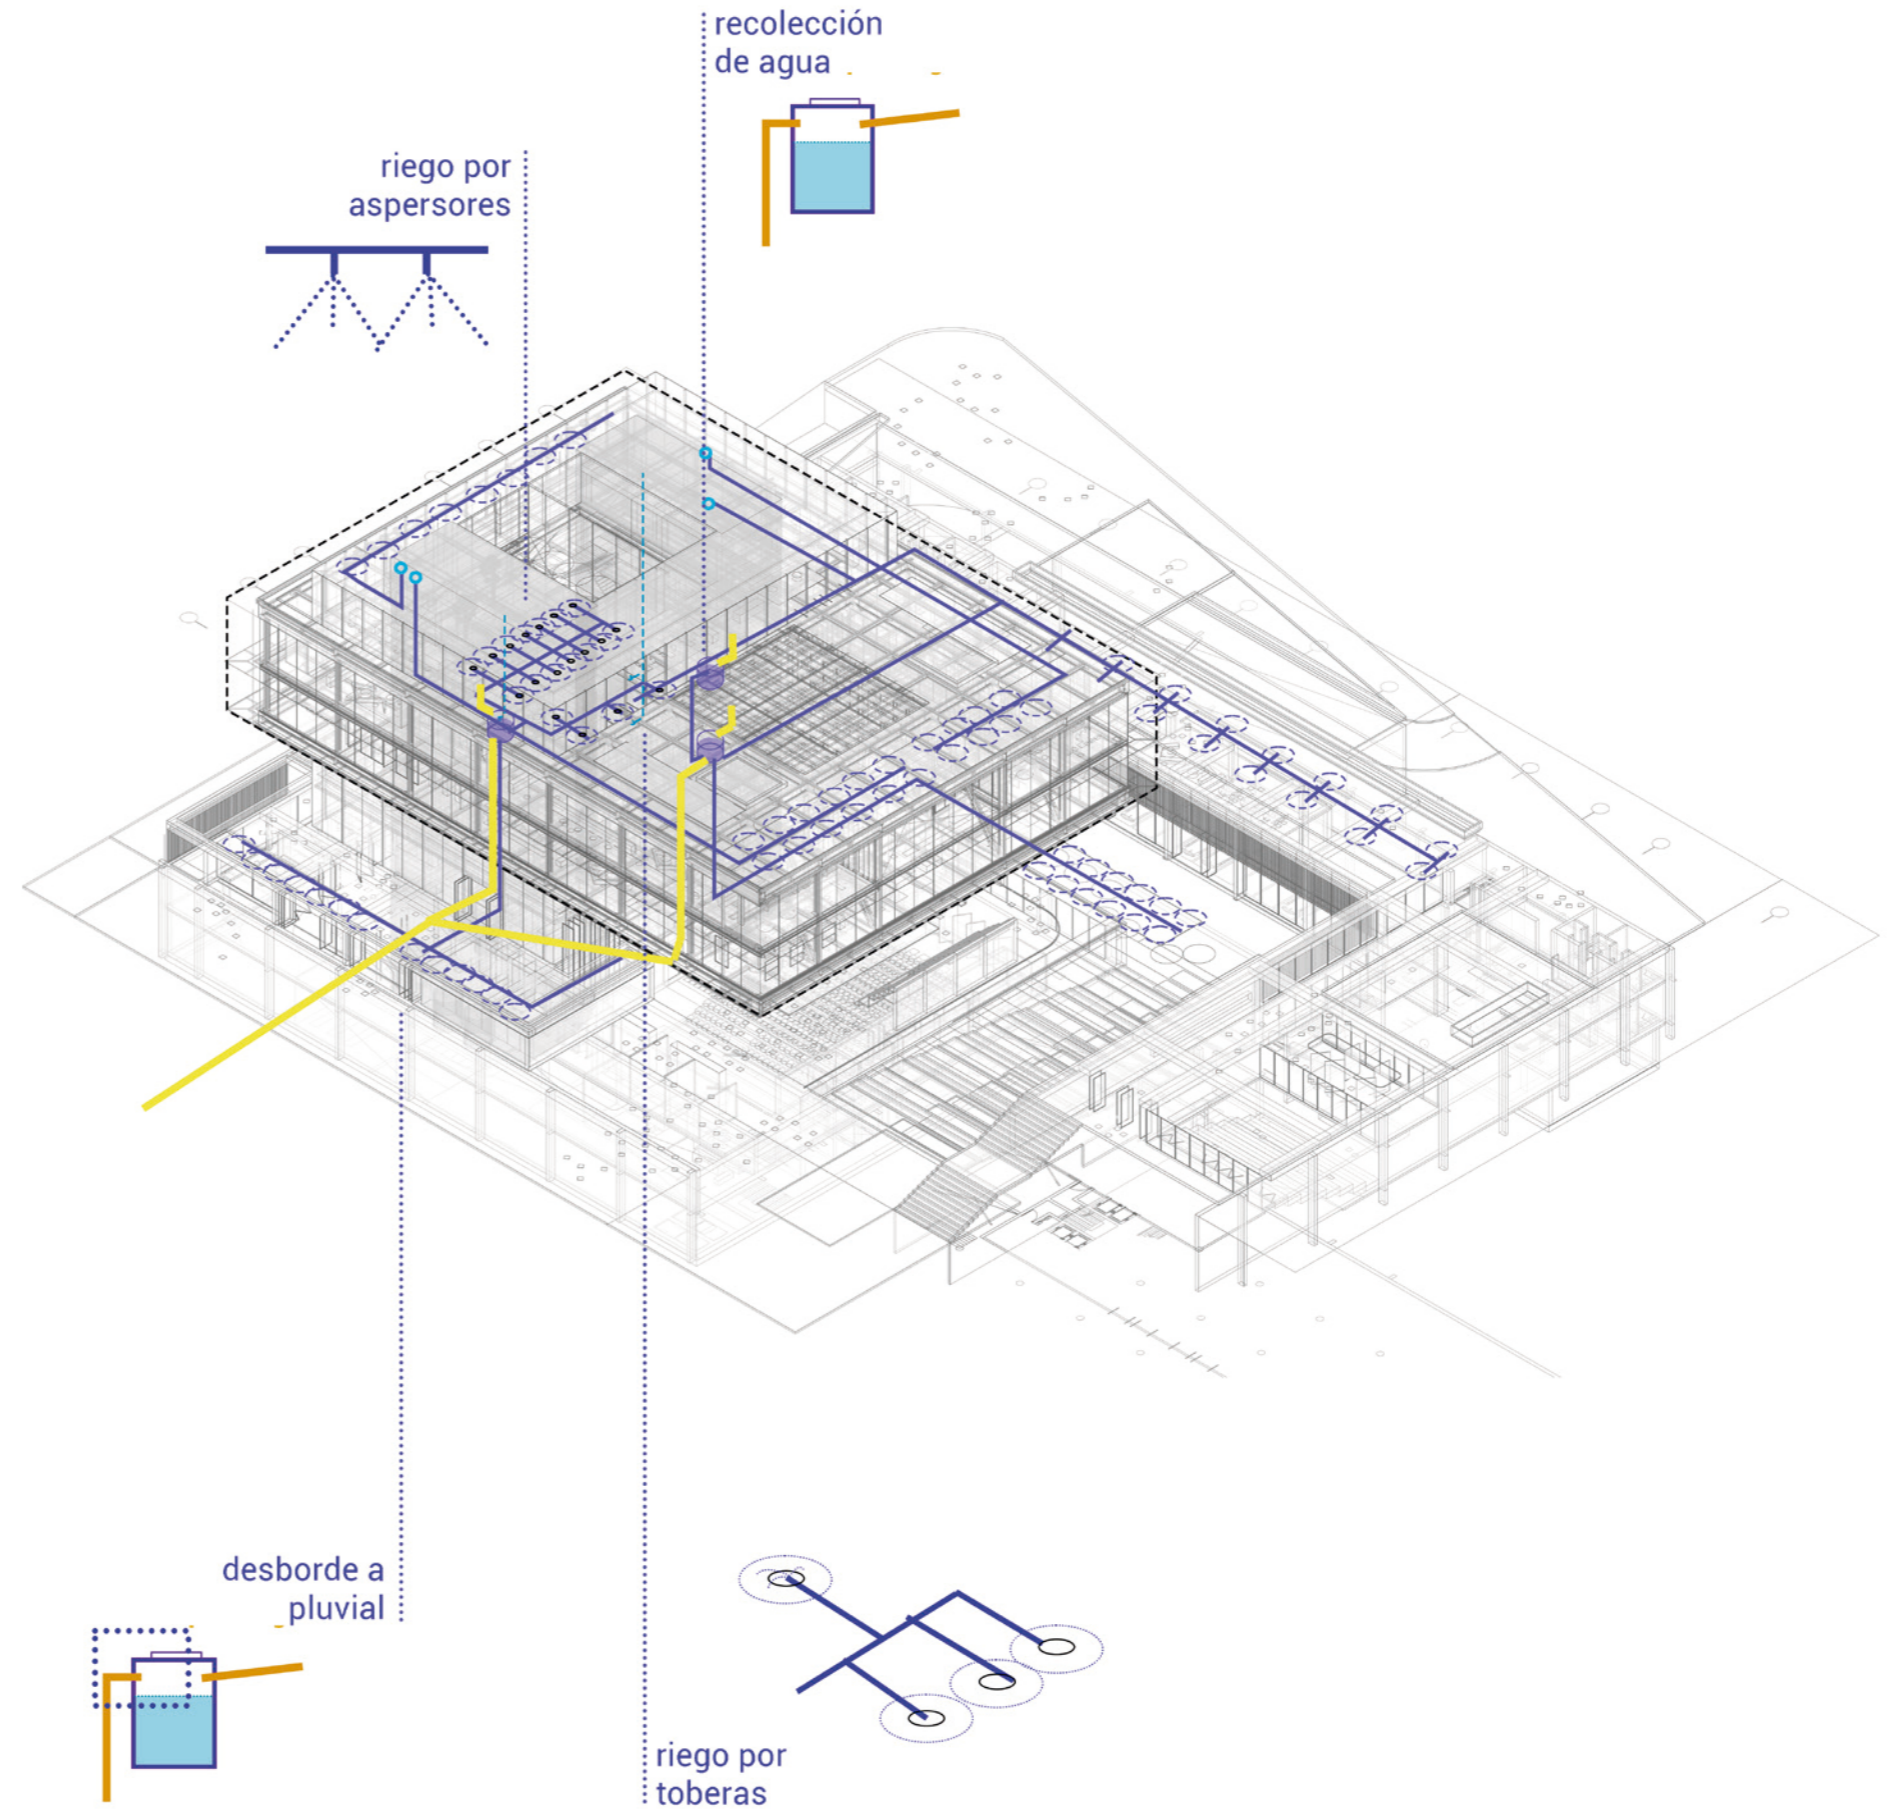 recolección
de agua
riego por
aspersores
desborde a
pluvial
riego por
toberas